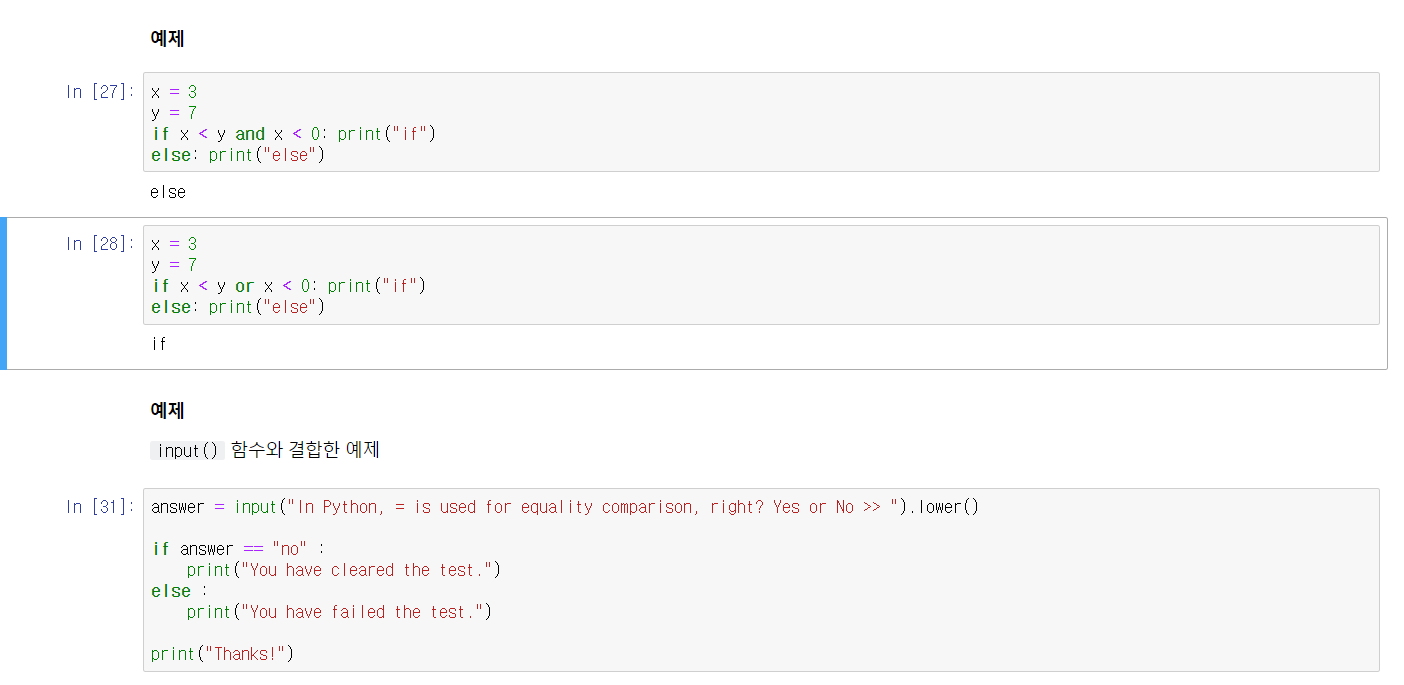 예제
In [27]:
x = 3
y = 7
if x < y and x < 0: print("if")
else: print("else")
else
In [28]:
x = 3
y = 7
if x < y or x < 0: print("if")
else: print("else")
if
예제
input() 함수와 결합한 예제
In [31]:
answer = input("In Python, = is used for equality comparison, right? Yes or No >> ").lower()
if answer == "no" :
    print("You have cleared the test.")
else :
    print("You have failed the test.")
print("Thanks!")